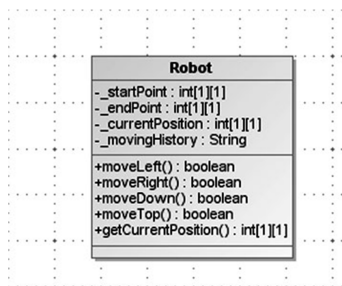 Robot
-_startPoint : int[1][1]
-_endPoint : int[1][1]
-_currentPosition : int[1][1]
-_movingHistory : String
+moveLeft() : boolean
+moveRight() : boolean
+moveDown() : boolean
+moveTop() : boolean
+getCurrentPosition() : int[1][1]